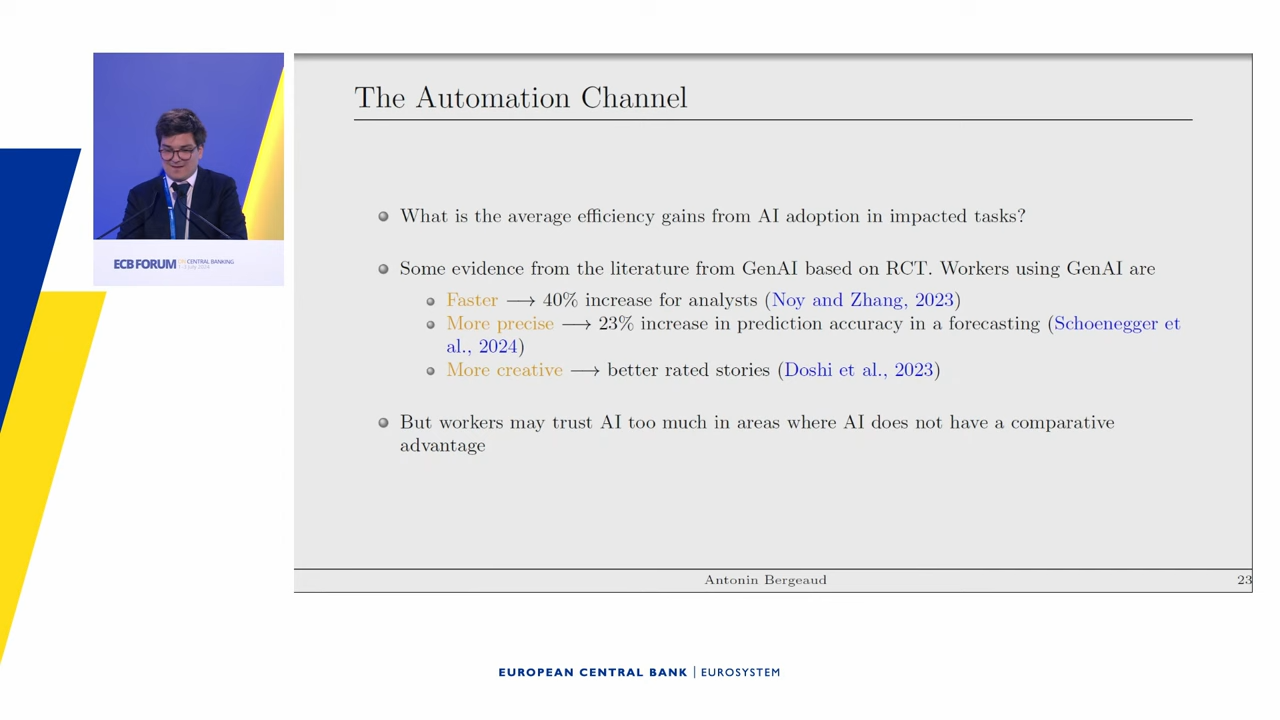 The Automation Channel
What is the average efficiency gains from AI adoption in impacted tasks?
Some evidence from the literature from GenAI based on RCT. Workers using GenAI are
Faster ⟶ 40% increase for analysts (Noy and Zhang, 2023)
More precise ⟶ 23% increase in prediction accuracy in a forecasting (Schoenegger et
al., 2024)
More creative ⟶ better rated stories (Doshi et al., 2023)
But workers may trust AI too much in areas where AI does not have a comparative
advantage
Antonin Bergeaud
23
ECB FORUM
CENTRAL BANKING
EUROPEAN CENTRAL BANK | EUROSYSTEM